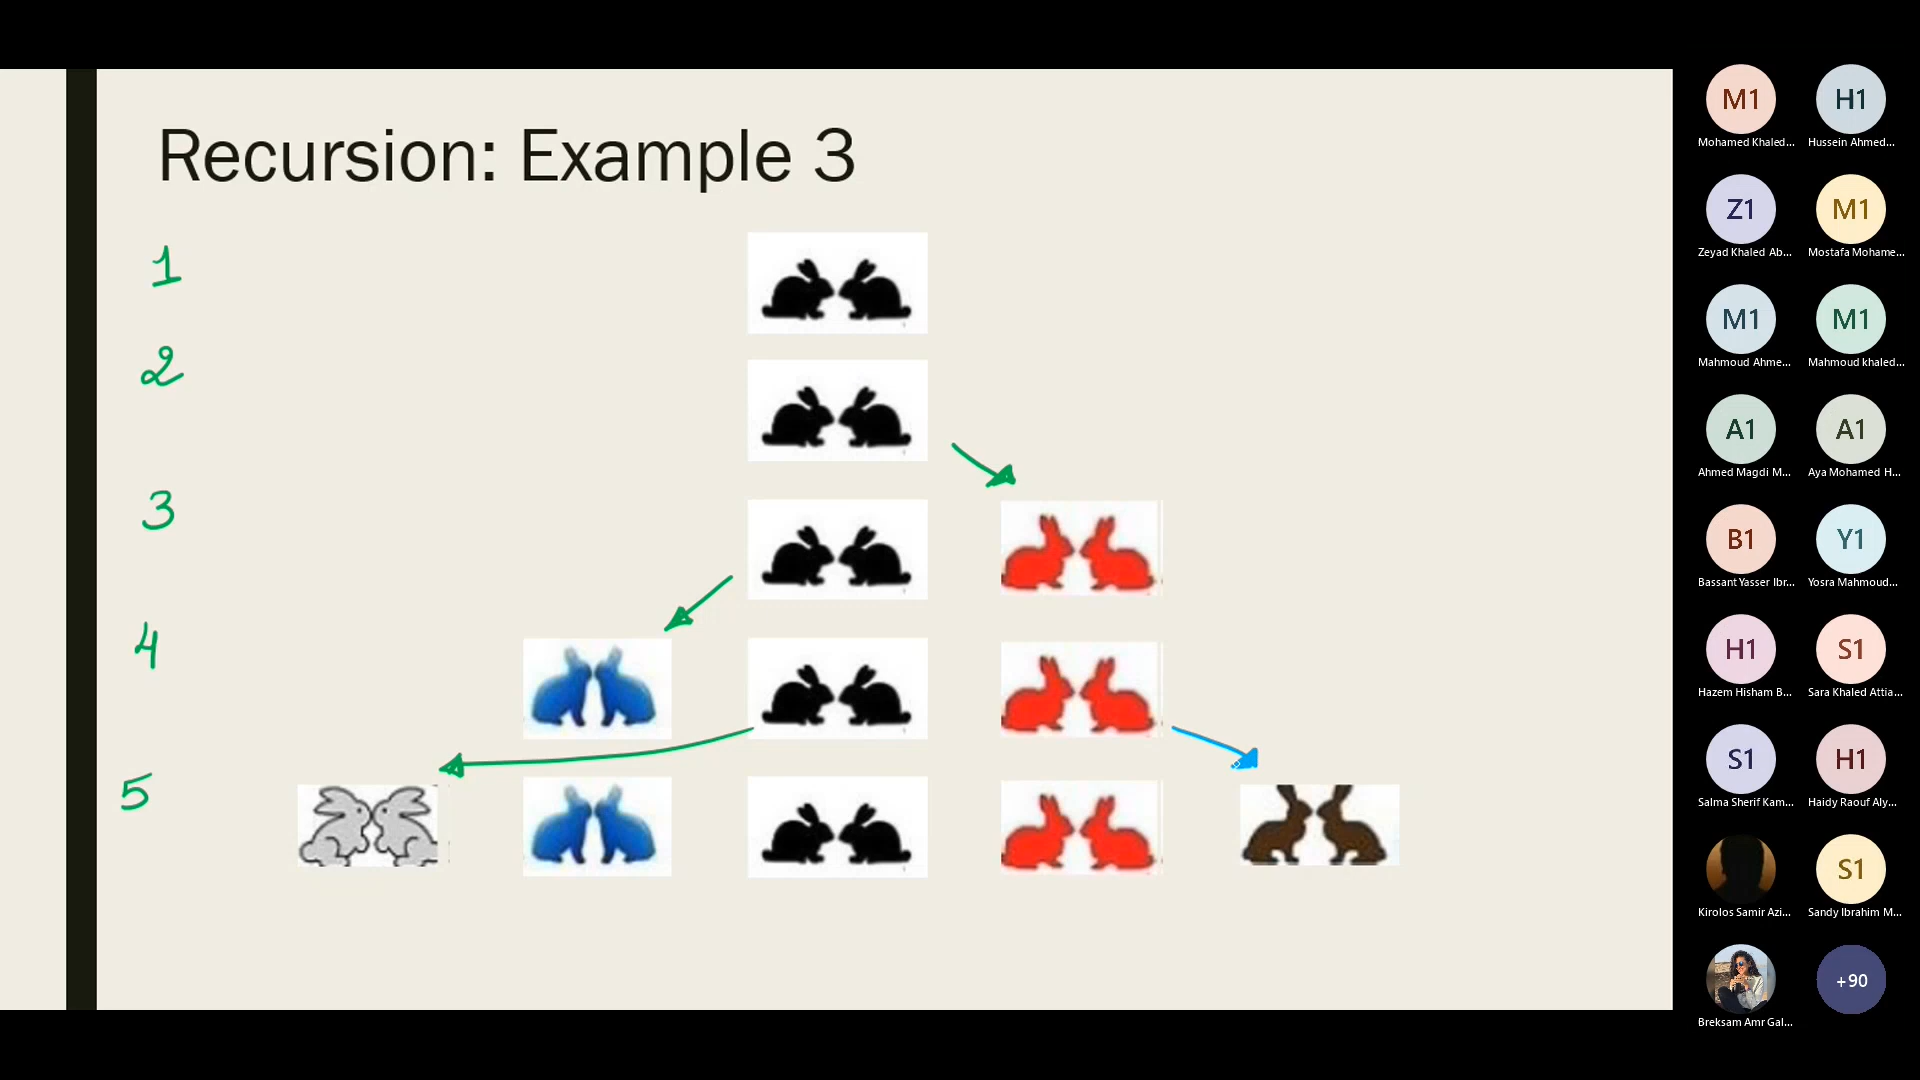 Recursion: Example 3
1
2
3
4
5
M1
H1
Mohamed Khaled...
Hussein Ahmed...
Z1
M1
Zeyad Khaled Ab...
Mostafa Mohame...
M1
M1
Mahmoud Ahme...
Mahmoud khaled...
A1
A1
Ahmed Magdi M...
Aya Mohamed H...
B1
Y1
Bassant Yasser Ibr...
Yosra Mahmoud...
H1
S1
Hazem Hisham B...
Sara Khaled Attia...
S1
H1
Salma Sherif Kam...
Haidy Raouf Aly...
S1
Kirolos Samir Azi...
Sandy Ibrahim M...
+90
Breksam Amr Gal...